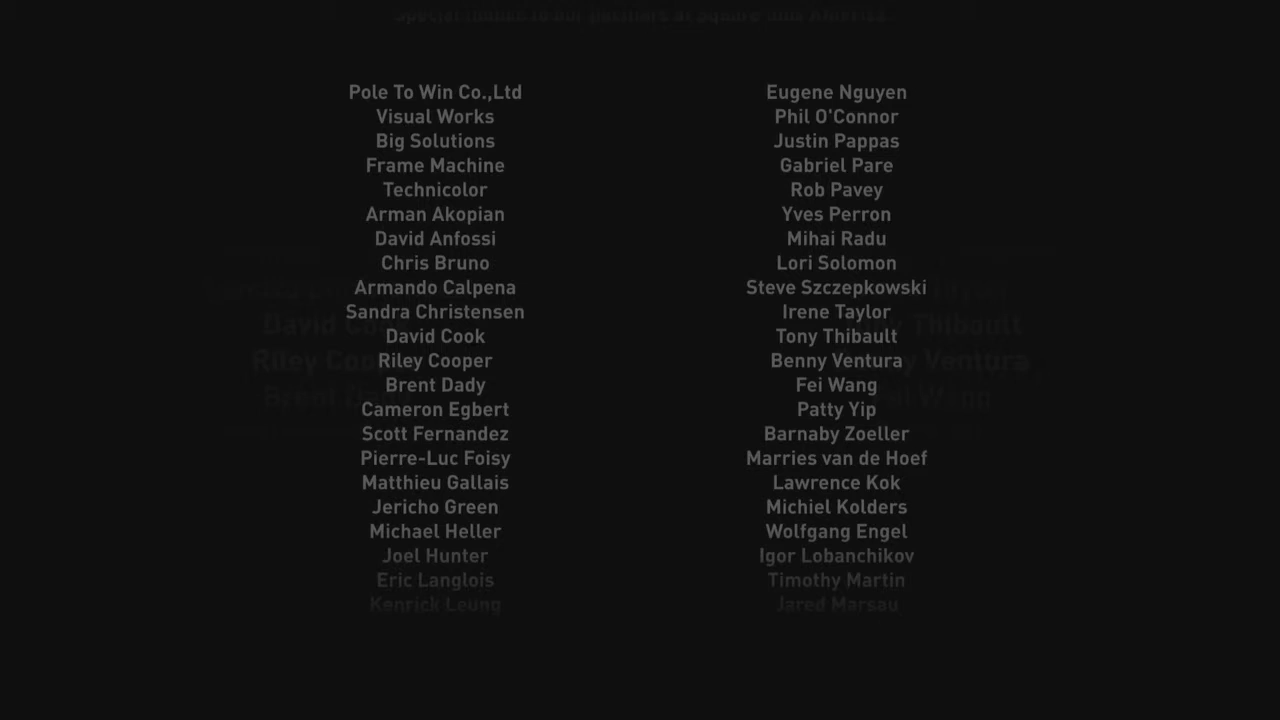 Pole To Win Co.,Ltd
Visual Works
Big Solutions
Frame Machine
Technicolor
Arman Akopian
David Anfossi
Chris Bruno
Armando Calpena
Sandra Christensen
David Cook
Riley Cooper
Brent Dady
Cameron Egbert
Scott Fernandez
Pierre-Luc Foisy
Matthieu Gallais
Jericho Green
Michael Heller
Joel Hunter
Eric Langlois
Kenrick Leung
Eugene Nguyen
Phil O'Connor
Justin Pappas
Gabriel Pare
Rob Pavey
Yves Perron
Mihai Radu
Lori Solomon
Steve Szczepkowski
Irene Taylor
Tony Thibault
Benny Ventura
Fei Wang
Patty Yip
Barnaby Zoeller
Marries van de Hoef
Lawrence Kok
Michiel Kolders
Wolfgang Engel
Igor Lobanchikov
Timothy Martin
Jared Marsau